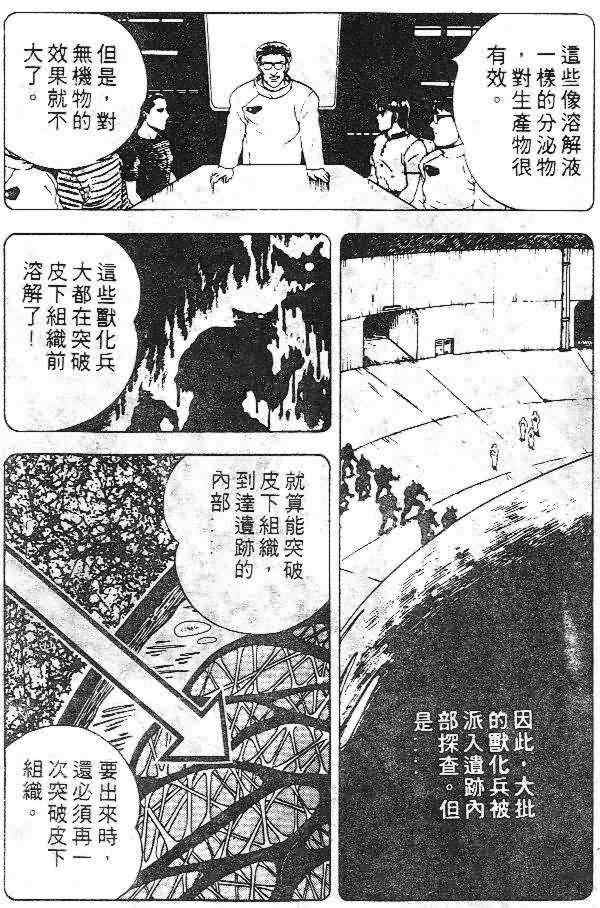 這些像溶解液
一樣的分泌物
，對生產物很
有效。
但是，對
無機物的
效果就不
大了。
因此，大批
的獸化兵被
派入遺跡內
部探查。但
是……
這些獸化兵
大都在突破
皮下組織前
溶解了！
就算能突破
皮下組織，
到達遺跡的
內部…
要出來時，
還必須再一
次突破皮下
組織。